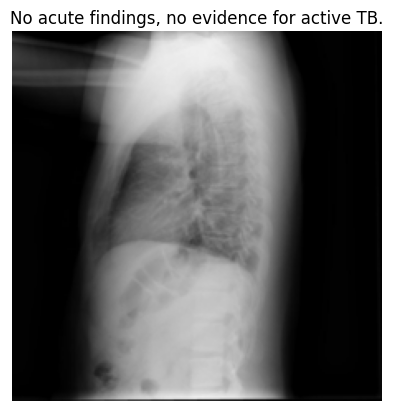 No acute findings, no evidence for active TB.